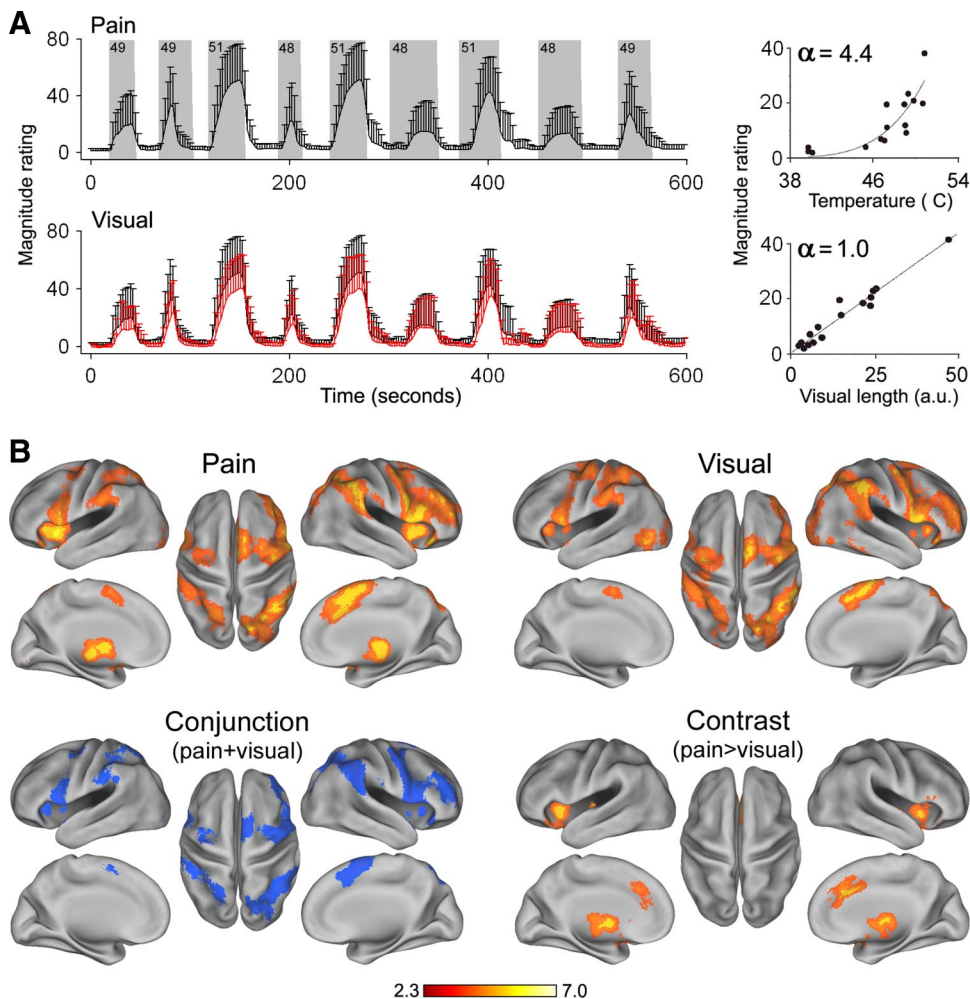 A
Pain
49 49 51 48 51 48 51 48 49
80
40
0
0 200 400 600
Magnitude rating
Visual
80
40
0
0 200 400 600
Time (seconds)
α = 4.4
40
20
0
38 46 54
Temperature ( C)
Magnitude rating
α = 1.0
40
20
0
0 25 50
Visual length (a.u.)
B
Pain
Visual
Conjunction
(pain+visual)
Contrast
(pain>visual)
2.3 7.0